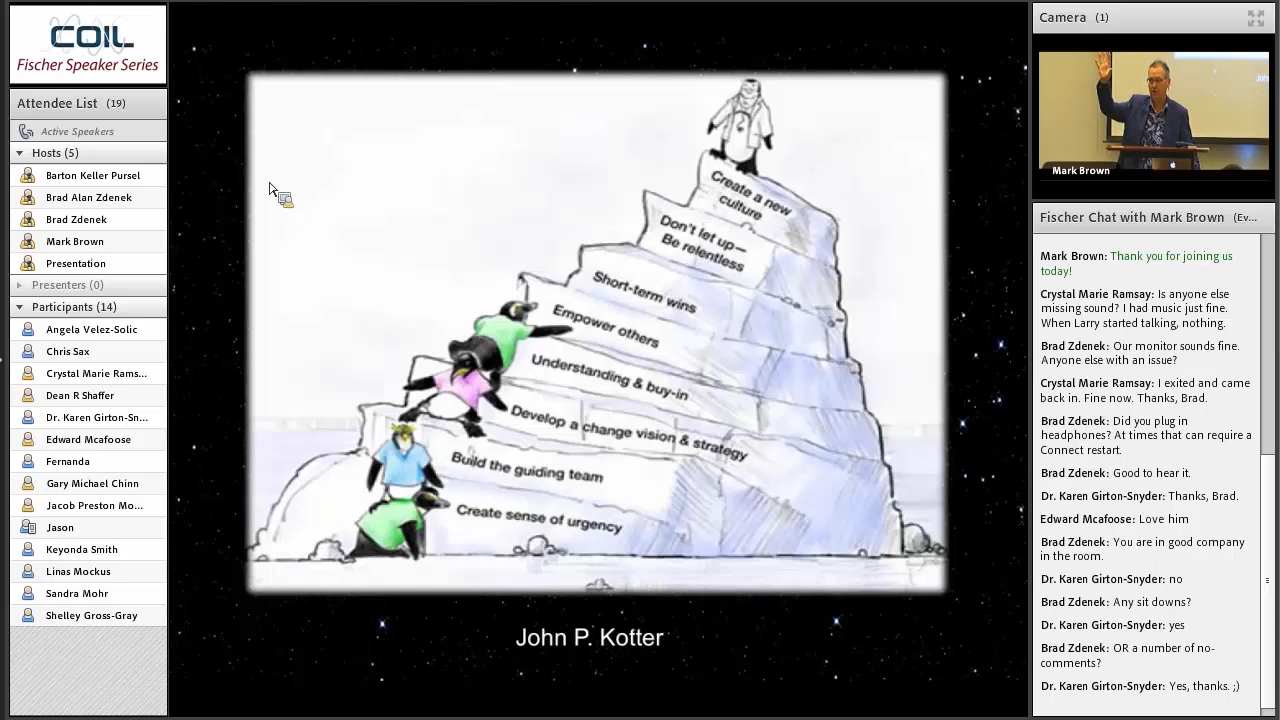 COIL
Fischer Speaker Series
Attendee List (19)
Active Speakers
Hosts (5)
Barton Keller Pursel
Brad Alan Zdenek
Brad Zdenek
Mark Brown
Presentation
Presenters (0)
Participants (14)
Angela Velez-Solic
Chris Sax
Crystal Marie Rams...
Dean R Shaffer
Dr. Karen Girton-Sn...
Edward Mcafoose
Fernanda
Gary Michael Chinn
Jacob Preston Mo...
Jason
Keyonda Smith
Linas Mockus
Sandra Mohr
Shelley Gross-Gray
Create a new
culture
Don't let up—
Be relentless
Short-term wins
Empower others
Understanding & buy-in
Develop a change vision & strategy
Build the guiding team
Create sense of urgency
John P. Kotter
Camera (1)
Mark Brown
Fischer Chat with Mark Brown (Ev...
Mark Brown: Thank you for joining us
today!
Crystal Marie Ramsay: Is anyone else
missing sound? I had music just fine.
When Larry started talking, nothing.
Brad Zdenek: Our monitor sounds fine.
Anyone else with an issue?
Crystal Marie Ramsay: I exited and came
back in. Fine now. Thanks, Brad.
Brad Zdenek: Did you plug in
headphones? At times that can require a
Connect restart.
Brad Zdenek: Good to hear it.
Dr. Karen Girton-Snyder: Thanks, Brad.
Edward Mcafoose: Love him
Brad Zdenek: You are in good company
in the room.
Dr. Karen Girton-Snyder: no
Brad Zdenek: Any sit downs?
Dr. Karen Girton-Snyder: yes
Brad Zdenek: OR a number of no-
comments?
Dr. Karen Girton-Snyder: Yes, thanks. ;)